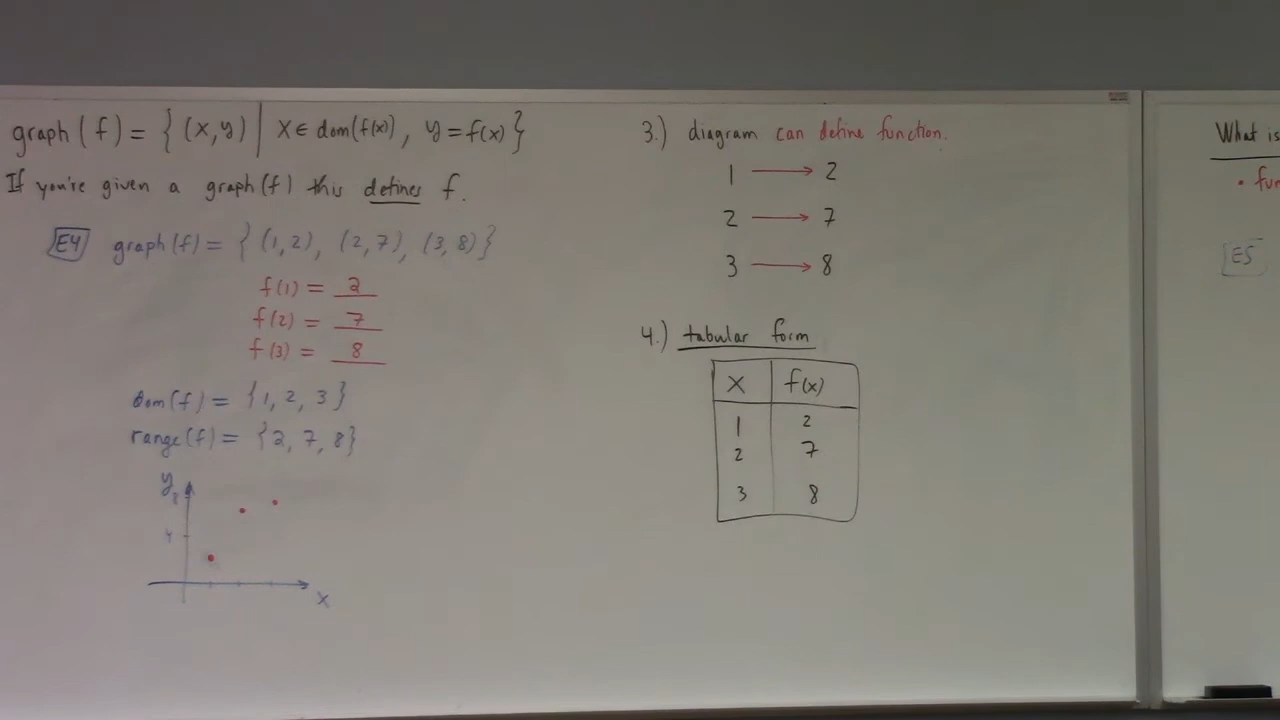 graph(f) = { (x,y) | x ∈ dom(f(x)), y = f(x) }
If you're given a graph(f) this defines f.
E4 graph(f) = { (1,2), (2,7), (3,8) }
f(1) = 2
f(2) = 7
f(3) = 8
dom(f) = {1, 2, 3}
range(f) = {2, 7, 8}
y
8
4
x
3.) diagram can define function.
1 → 2
2 → 7
3 → 8
4.) tabular form
x f(x)
1 2
2 7
3 8
What is
• fun
E5